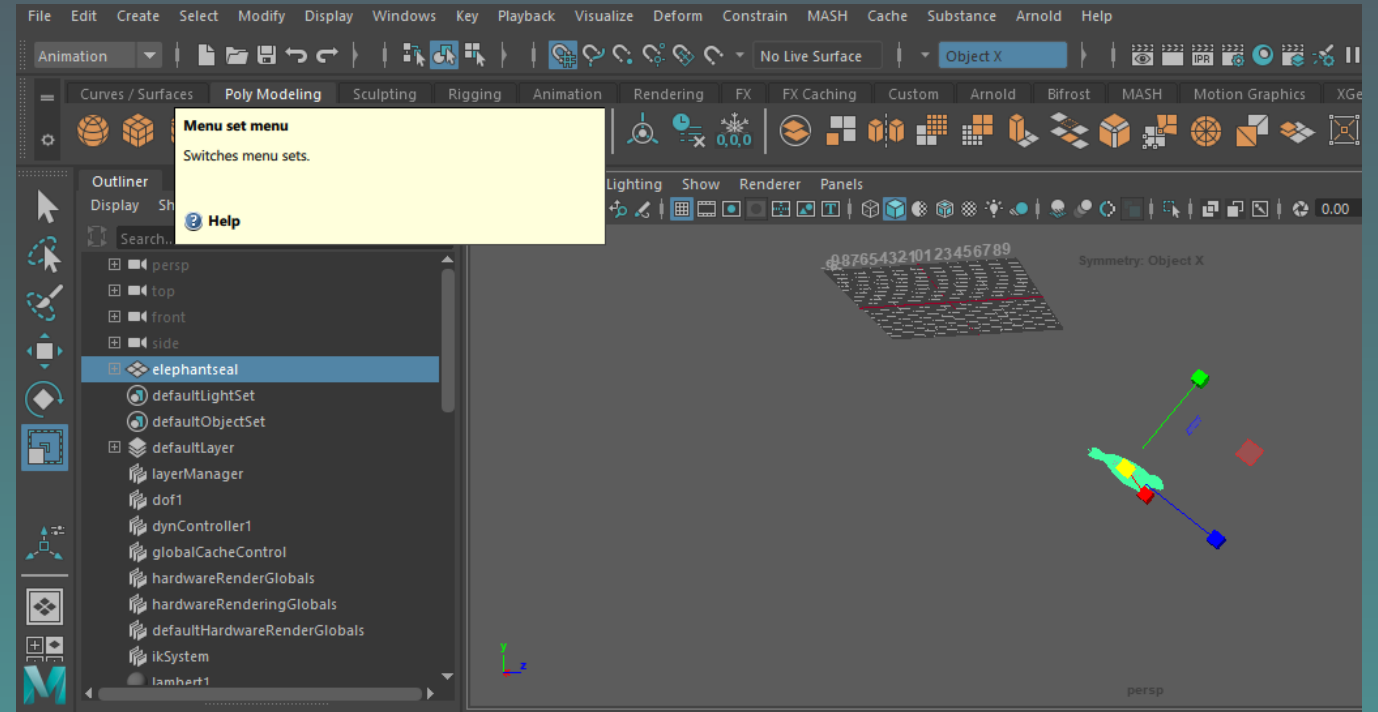 File Edit Create Select Modify Display Windows Key Playback Visualize Deform Constrain MASH Cache Substance Arnold Help
Animation No Live Surface Object X
IPR
Curves / Surfaces Poly Modeling Sculpting Rigging Animation Rendering FX FX Caching Custom Arnold Bifrost MASH Motion Graphics XGe
Menu set menu
Switches menu sets.
Help
0,0,0
T
Outliner
Display Sh
Search...
Lighting Show Renderer Panels
0.00
persp
top
front
side
elephantseal
defaultLightSet
defaultObjectSet
defaultLayer
layerManager
dof1
dynController1
globalCacheControl
hardwareRenderGlobals
hardwareRenderingGlobals
defaultHardwareRenderGlobals
ikSystem
lambert1
9876543210123456789
Symmetry: Object X
y
z
persp
M